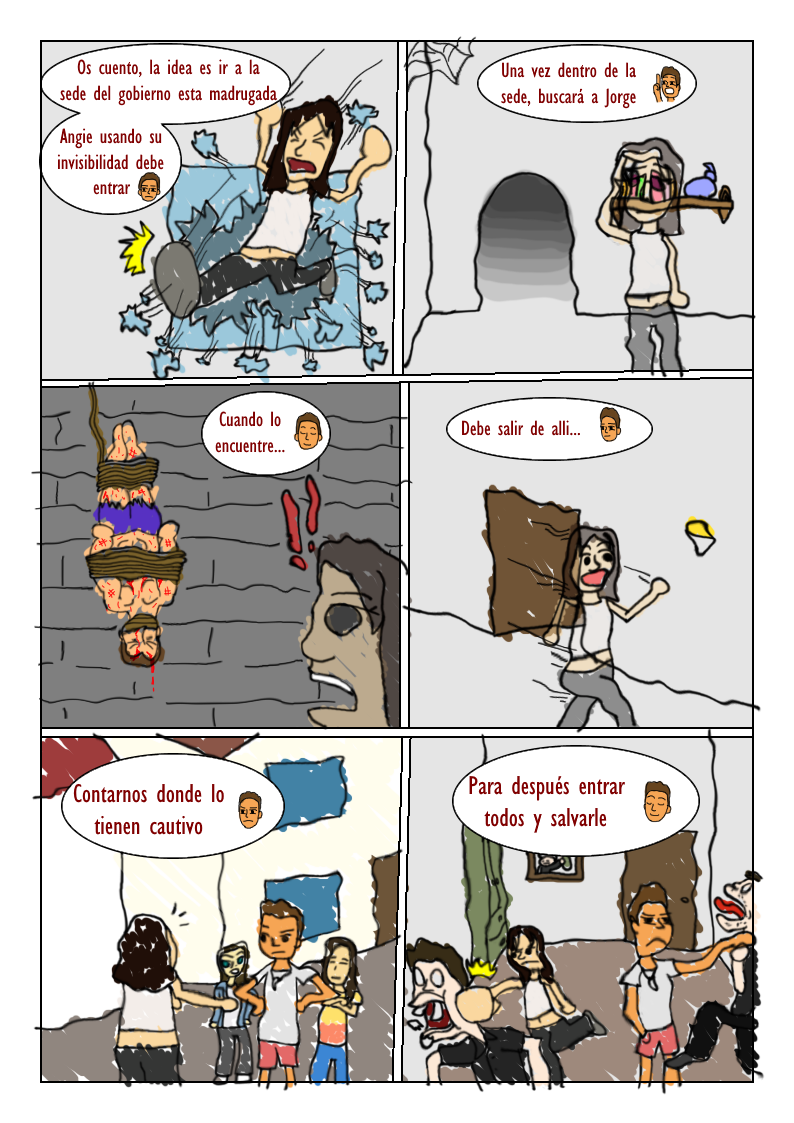 Os cuento, la idea es ir a la
sede del gobierno esta madrugada
Angie usando su
invisibilidad debe
entrar
Una vez dentro de la
sede, buscará a Jorge
Cuando lo
encuentre...
!!
Debe salir de alli...
Contarnos donde lo
tienen cautivo
Para después entrar
todos y salvarle